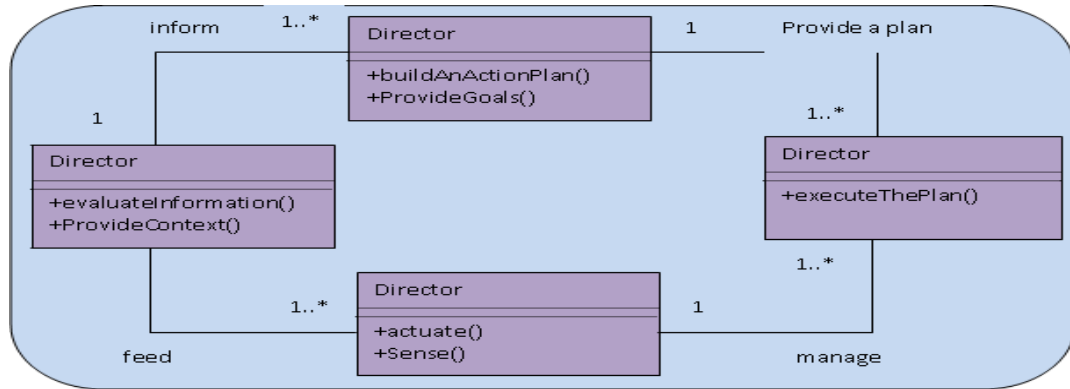 inform
1..*
Director
+buildAnActionPlan()
+ProvideGoals()
1
Provide a plan
1
1..*
Director
+evaluateInformation()
+ProvideContext()
Director
+executeThePlan()
1..*
1..*
Director
+actuate()
+Sense()
1
feed
manage